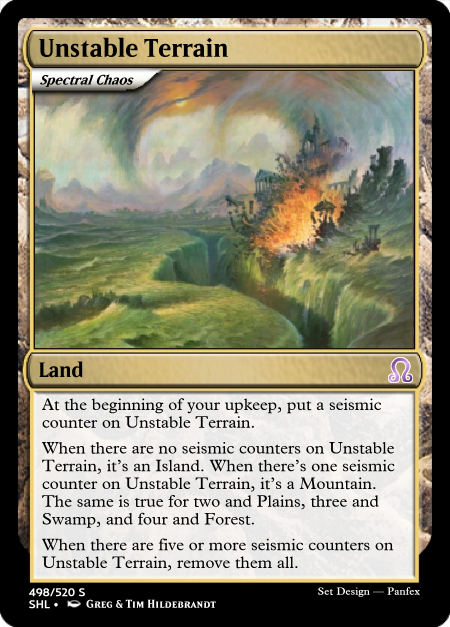 Unstable Terrain
Spectral Chaos
Land
At the beginning of your upkeep, put a seismic
counter on Unstable Terrain.
When there are no seismic counters on Unstable
Terrain, it's an Island. When there's one seismic
counter on Unstable Terrain, it's a Mountain.
The same is true for two and Plains, three and
Swamp, and four and Forest.
When there are five or more seismic counters on
Unstable Terrain, remove them all.
498/520 S
Set Design — Panfex
SHL • Greg & Tim Hildebrandt